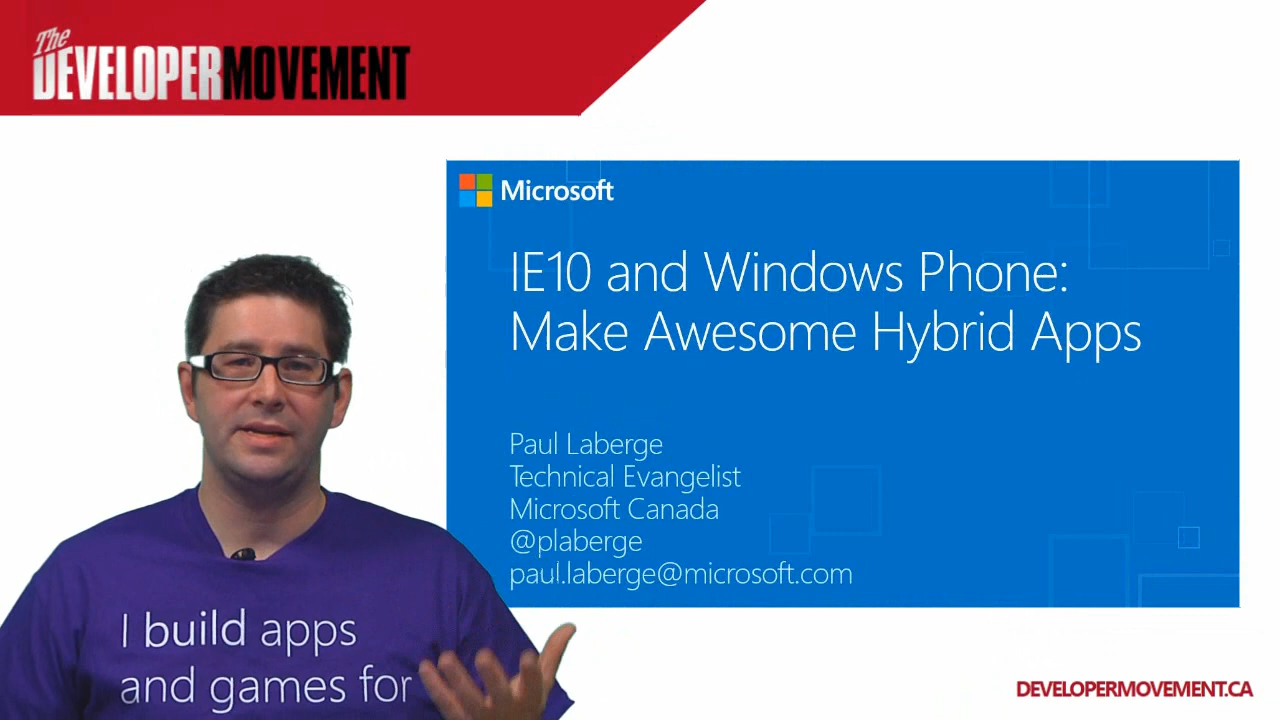 The
DEVELOPERMOVEMENT
Microsoft
IE10 and Windows Phone:
Make Awesome Hybrid Apps
Paul Laberge
Technical Evangelist
Microsoft Canada
@plaberge
paul.laberge@microsoft.com
I build apps
and games for
DEVELOPERMOVEMENT.CA